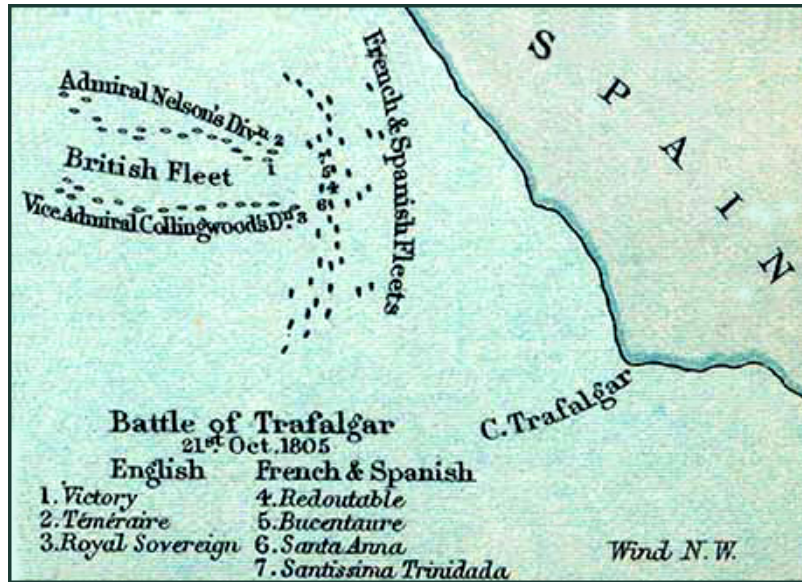 SPAIN
French & Spanish Fleets
Admiral Nelson's Divn. 2
1
British Fleet
Vice Admiral Collingwood's Dn. 3
7
5
4
6
C. Trafalgar
Battle of Trafalgar
21st Oct. 1805
English French & Spanish
1. Victory 4. Redoutable
2. Téméraire 5. Bucentaure
3. Royal Sovereign 6. Santa Anna
7. Santissima Trinidada
Wind N.W.